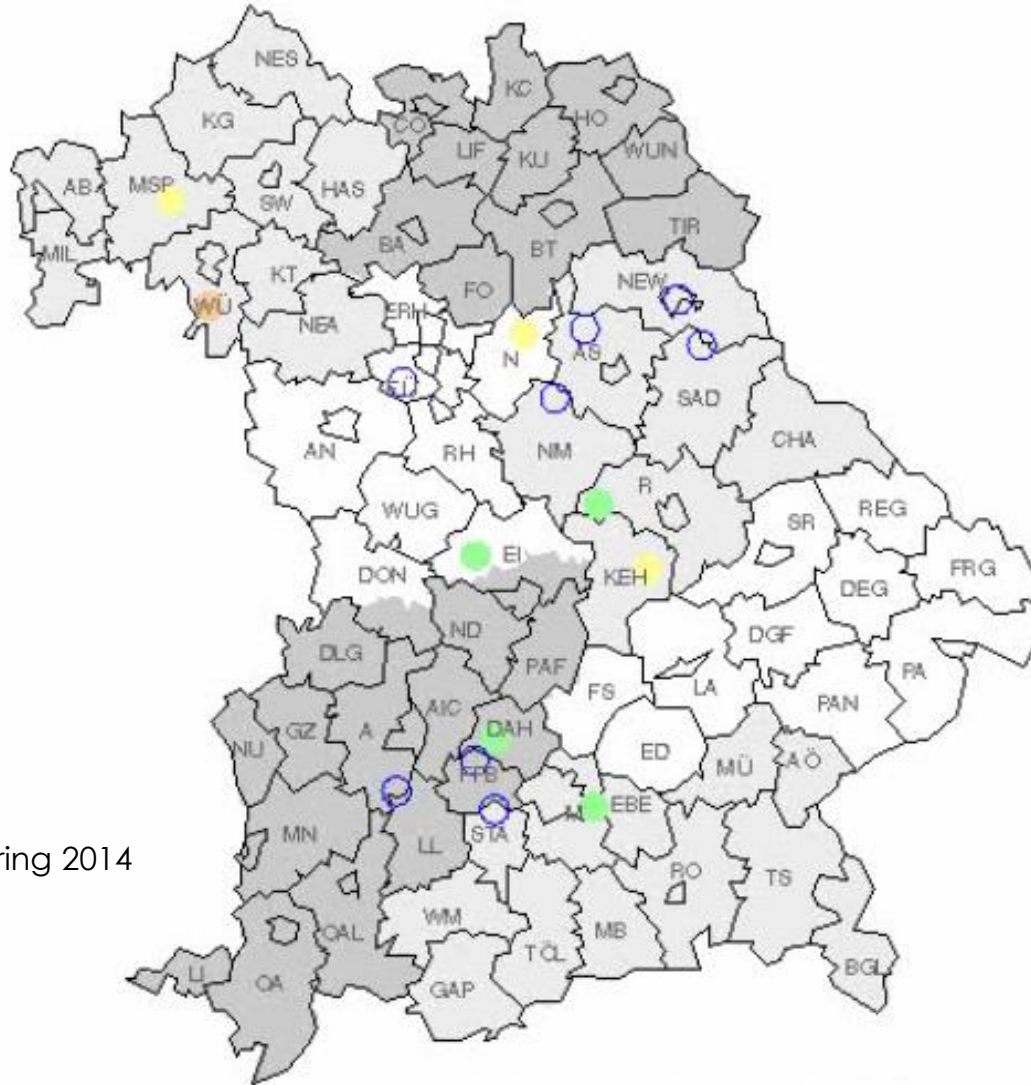 NES
KC
KG
CO
HO
LIF
KU
WUN
AB
MSP
SW
HAS
TIR
BA
BT
MIL
KT
NEW
WÜ
FO
NEA
ERH
N
AS
FÜ
SAD
AN
RH
NM
CHA
R
WUG
SR
REG
EI
DON
KEH
FRG
DEG
ND
DGF
DLG
PAF
FS
LA
PA
AIC
PAN
NU
GZ
A
DAH
ED
MÜ
AÖ
FFB
M
EBE
MN
LL
STA
ring 2014
RO
TS
OAL
WM
MB
TÖL
LI
OA
GAP
BGL